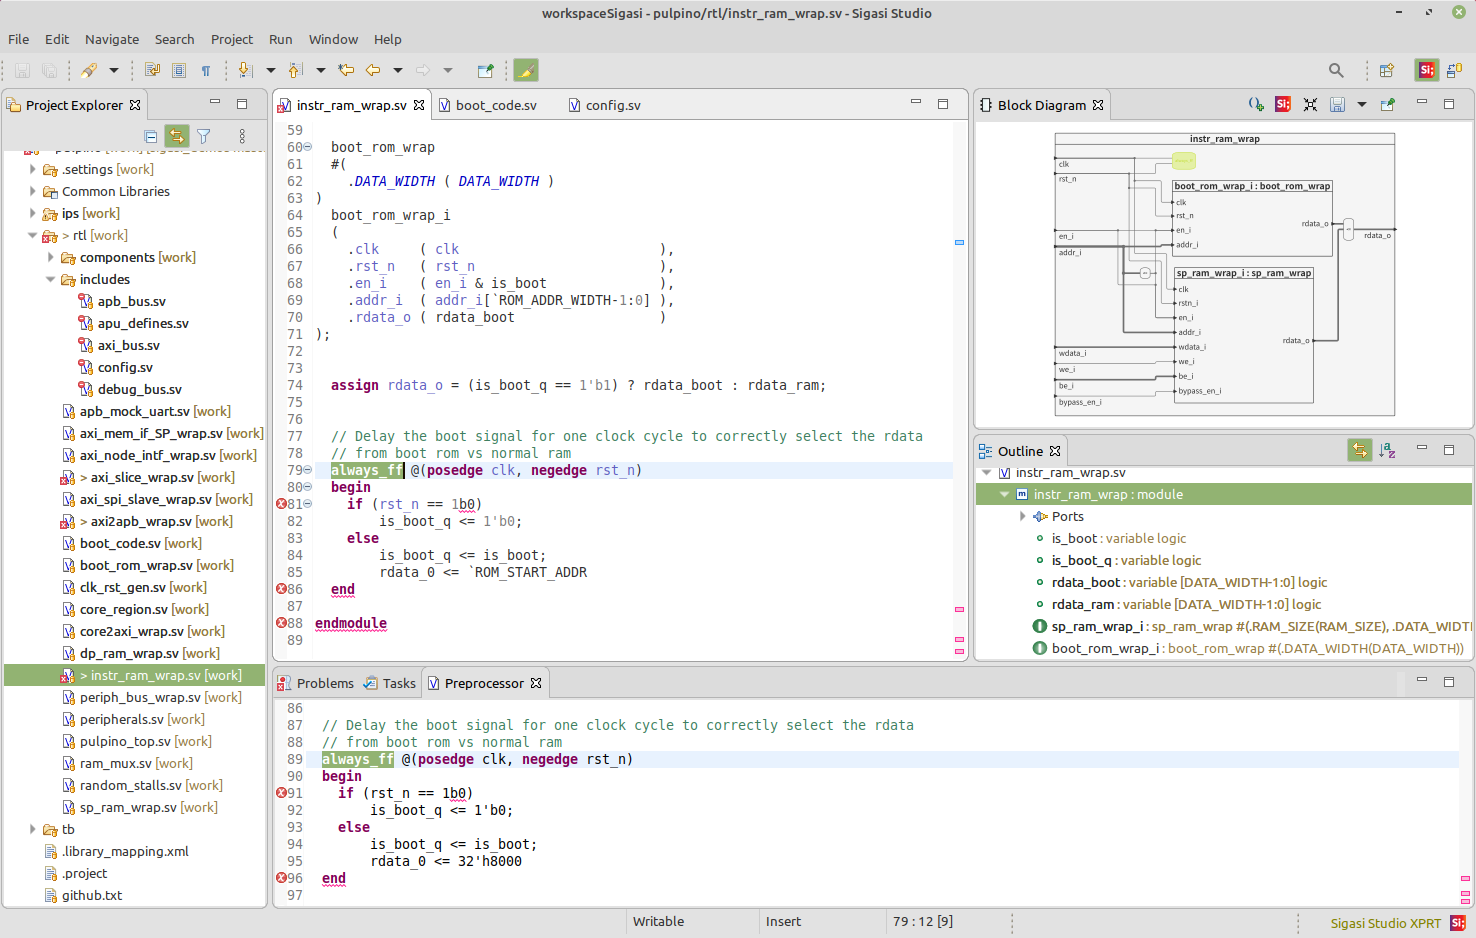 workspaceSigasi - pulpino/rtl/instr_ram_wrap.sv - Sigasi Studio
File Edit Navigate Search Project Run Window Help
Project Explorer
.settings [work]
Common Libraries
ips [work]
> rtl [work]
components [work]
includes
apb_bus.sv
apu_defines.sv
axi_bus.sv
config.sv
debug_bus.sv
apb_mock_uart.sv [work]
axi_mem_if_SP_wrap.sv [work]
axi_node_intf_wrap.sv [work]
> axi_slice_wrap.sv [work]
axi_spi_slave_wrap.sv [work]
> axi2apb_wrap.sv [work]
boot_code.sv [work]
boot_rom_wrap.sv [work]
clk_rst_gen.sv [work]
core_region.sv [work]
core2axi_wrap.sv [work]
dp_ram_wrap.sv [work]
> instr_ram_wrap.sv [work]
periph_bus_wrap.sv [work]
peripherals.sv [work]
pulpino_top.sv [work]
ram_mux.sv [work]
random_stalls.sv [work]
sp_ram_wrap.sv [work]
tb
.library_mapping.xml
.project
github.txt
instr_ram_wrap.sv boot_code.sv config.sv
59
60 boot_rom_wrap
61 #(
62 .DATA_WIDTH ( DATA_WIDTH )
63 )
64 boot_rom_wrap_i
65 (
66 .clk ( clk ),
67 .rst_n ( rst_n ),
68 .en_i ( en_i & is_boot ),
69 .addr_i ( addr_i[`ROM_ADDR_WIDTH-1:0] ),
70 .rdata_o ( rdata_boot )
71 );
72
73
74 assign rdata_o = (is_boot_q == 1'b1) ? rdata_boot : rdata_ram;
75
76
77 // Delay the boot signal for one clock cycle to correctly select the rdata
78 // from boot rom vs normal ram
79 always_ff @(posedge clk, negedge rst_n)
80 begin
81 if (rst_n == 1b0)
82 is_boot_q <= 1'b0;
83 else
84 is_boot_q <= is_boot;
85 rdata_0 <= `ROM_START_ADDR
86 end
87
88 endmodule
89
Block Diagram
instr_ram_wrap
clk
rst_n
en_i
addr_i
wdata_i
we_i
be_i
bypass_en_i
boot_rom_wrap_i : boot_rom_wrap
clk
rst_n
en_i
addr_i
rdata_o
rdata_o
sp_ram_wrap_i : sp_ram_wrap
clk
rstn_i
en_i
addr_i
wdata_i
we_i
be_i
bypass_en_i
rdata_o
Outline
instr_ram_wrap.sv
instr_ram_wrap : module
Ports
is_boot : variable logic
is_boot_q : variable logic
rdata_boot : variable [DATA_WIDTH-1:0] logic
rdata_ram : variable [DATA_WIDTH-1:0] logic
sp_ram_wrap_i : sp_ram_wrap #(.RAM_SIZE(RAM_SIZE), .DATA_WIDTH
boot_rom_wrap_i : boot_rom_wrap #(.DATA_WIDTH(DATA_WIDTH))
Problems Tasks Preprocessor
86
87 // Delay the boot signal for one clock cycle to correctly select the rdata
88 // from boot rom vs normal ram
89 always_ff @(posedge clk, negedge rst_n)
90 begin
91 if (rst_n == 1b0)
92 is_boot_q <= 1'b0;
93 else
94 is_boot_q <= is_boot;
95 rdata_0 <= 32'h8000
96 end
97
Writable Insert 79 : 12 [9] Sigasi Studio XPRT